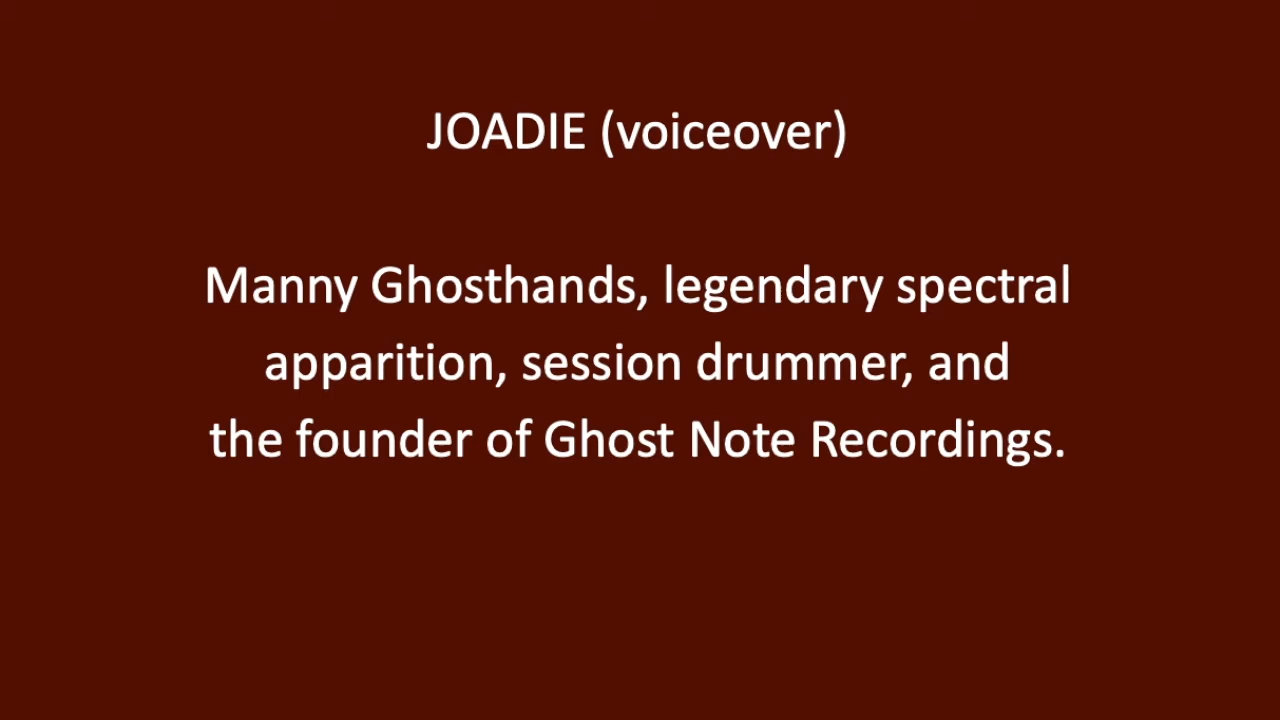 JOADIE (voiceover)
Manny Ghosthands, legendary spectral
apparition, session drummer, and
the founder of Ghost Note Recordings.